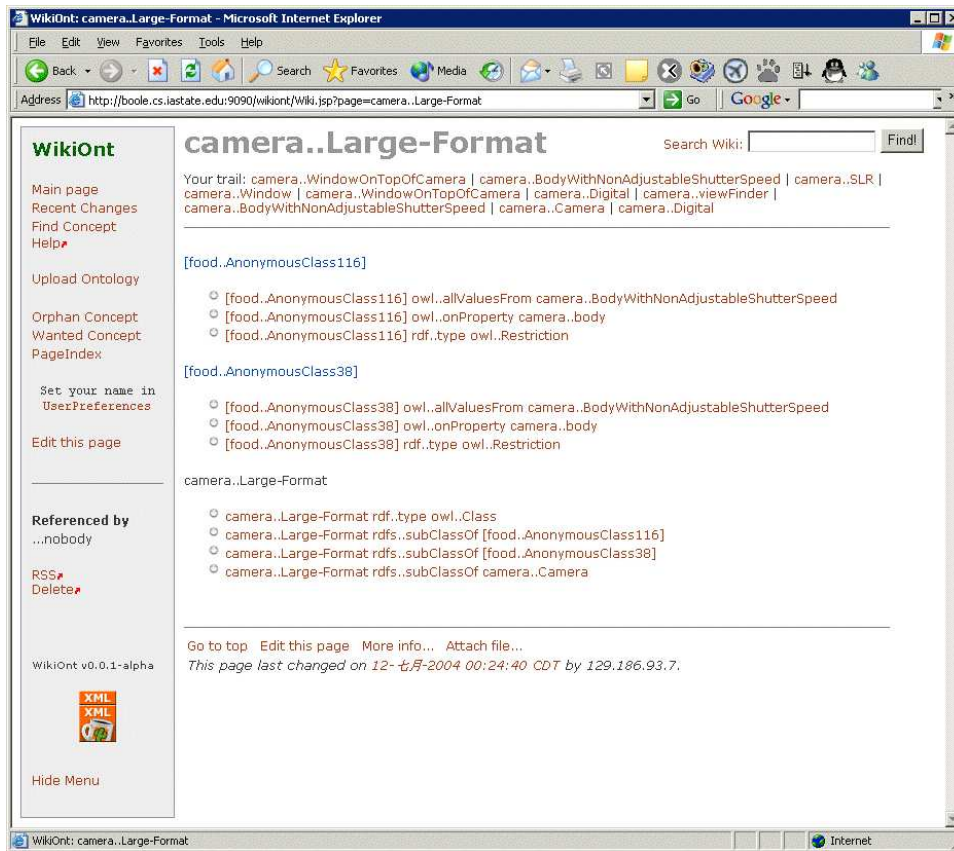 WikiOnt: camera..Large-Format - Microsoft Internet Explorer
File Edit View Favorites Tools Help
Back Search Favorites Media
Address http://boole.cs.iastate.edu:9090/wikiont/Wiki.jsp?page=camera..Large-Format Go Google
WikiOnt
Main page
Recent Changes
Find Concept
Help
Upload Ontology
Orphan Concept
Wanted Concept
PageIndex
Set your name in
UserPreferences
Edit this page
Referenced by
...nobody
RSS
Delete
WikiOnt v0.0.1-alpha
XML
XML
Hide Menu
camera..Large-Format
Search Wiki: Find!
Your trail: camera..WindowOnTopOfCamera | camera..BodyWithNonAdjustableShutterSpeed | camera..SLR |
camera..Window | camera..WindowOnTopOfCamera | camera..Digital | camera..viewFinder |
camera..BodyWithNonAdjustableShutterSpeed | camera..Camera | camera..Digital
[food..AnonymousClass116]
[food..AnonymousClass116] owl..allValuesFrom camera..BodyWithNonAdjustableShutterSpeed
[food..AnonymousClass116] owl..onProperty camera..body
[food..AnonymousClass116] rdf..type owl..Restriction
[food..AnonymousClass38]
[food..AnonymousClass38] owl..allValuesFrom camera..BodyWithNonAdjustableShutterSpeed
[food..AnonymousClass38] owl..onProperty camera..body
[food..AnonymousClass38] rdf..type owl..Restriction
camera..Large-Format
camera..Large-Format rdf..type owl..Class
camera..Large-Format rdfs..subClassOf [food..AnonymousClass116]
camera..Large-Format rdfs..subClassOf [food..AnonymousClass38]
camera..Large-Format rdfs..subClassOf camera..Camera
Go to top Edit this page More info... Attach file...
This page last changed on 12-七月-2004 00:24:40 CDT by 129.186.93.7.
WikiOnt: camera..Large-Format Internet